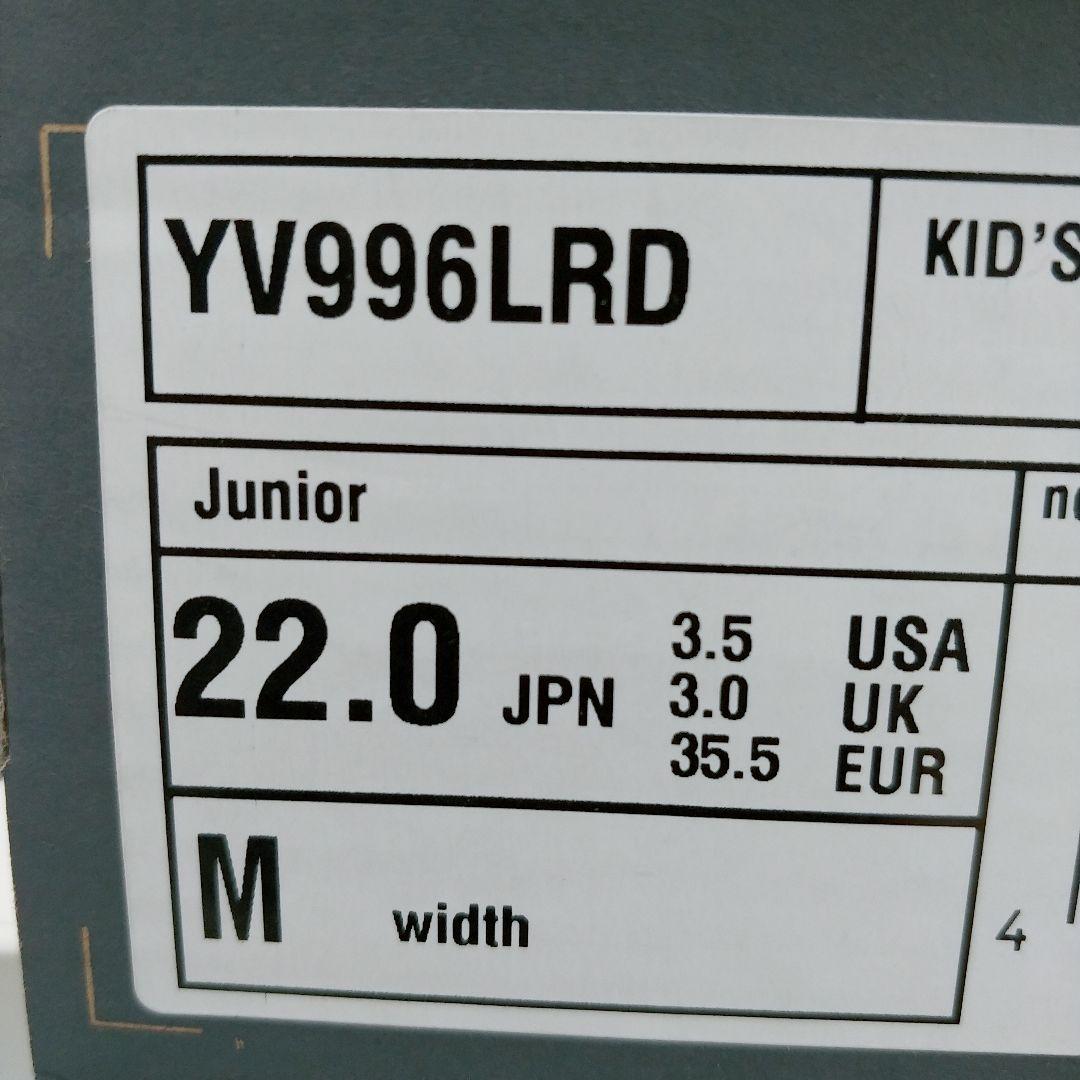 YV996LRD
KID'S
Junior
22.0 JPN
3.5 USA
3.0 UK
35.5 EUR
M width
4